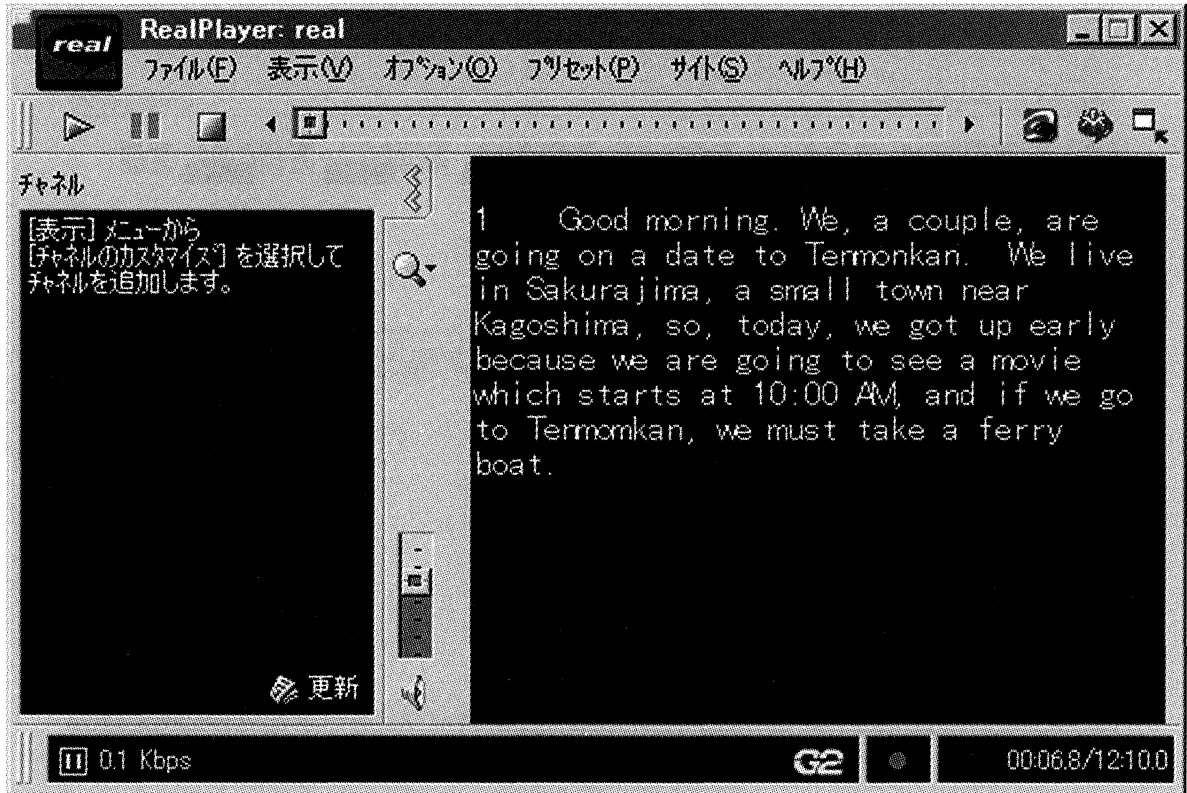 real
RealPlayer: real
ファイル(F) 表示(V) オプション(O) プリセット(P) サイト(S) ヘルプ(H)
チャネル
[表示] メニューから
[チャネルのカスタマイズ] を選択して
チャネルを追加します。
更新
1 Good morning. We, a couple, are
going on a date to Tenmonkan. We live
in Sakurajima, a small town near
Kagoshima, so, today, we got up early
because we are going to see a movie
which starts at 10:00 AM, and if we go
to Tenmomkan, we must take a ferry
boat.
0.1 Kbps
G2
00:06.8/12:10.0